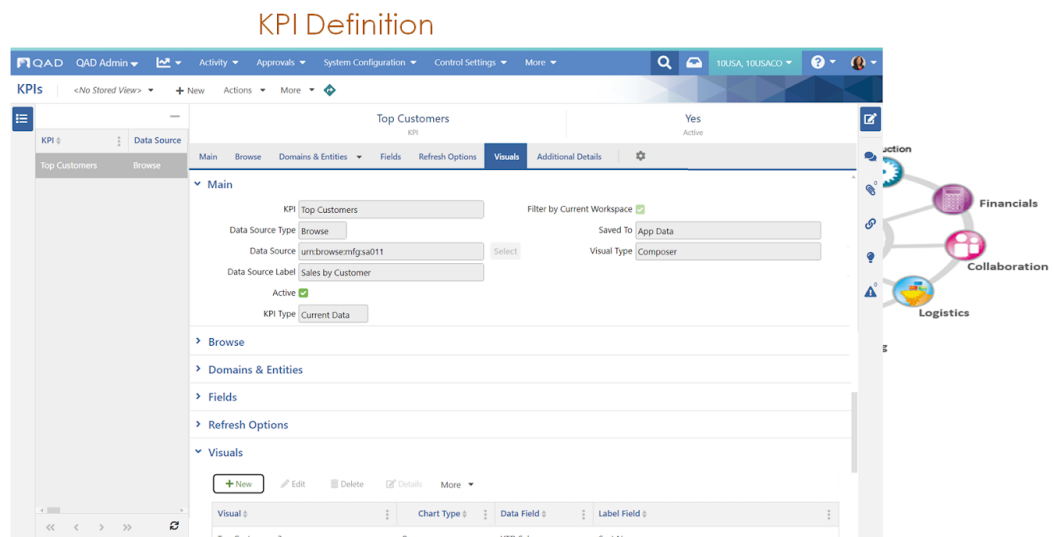 KPI Definition
QAD QAD Admin Activity Approvals System Configuration Control Settings More 10USA, 10USACO
KPIs <No Stored View> + New Actions More
Top Customers Yes
KPI Active
KPI Data Source
Top Customers Browse
Main Browse Domains & Entities Fields Refresh Options Visuals Additional Details
Main
KPI Top Customers Filter by Current Workspace
Data Source Type Browse Saved To App Data
Data Source urn:browse:mfg:sa011 Select Visual Type Composer
Data Source Label Sales by Customer
Active
KPI Type Current Data
Browse
Domains & Entities
Fields
Refresh Options
Visuals
+ New Edit Delete Details More
Visual Chart Type Data Field Label Field
Financials
Collaboration
Logistics